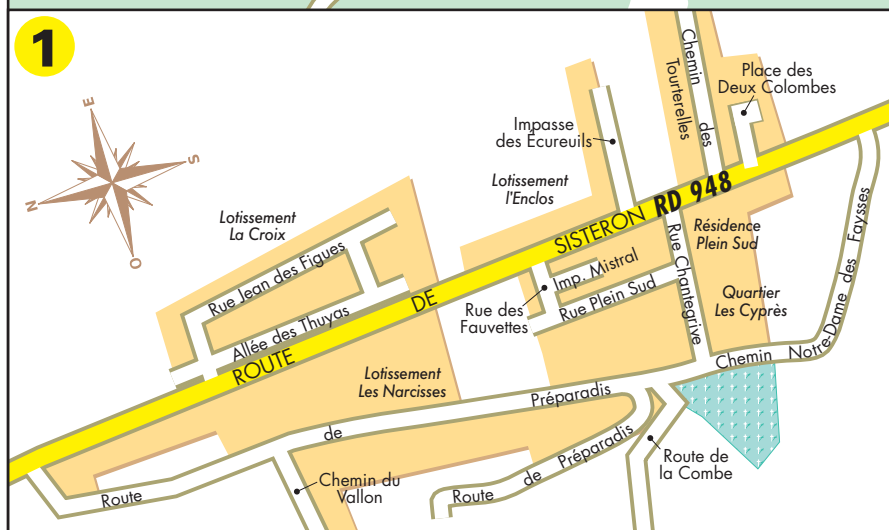 1
E
S
N
O
Chemin
des
Tourterelles
Place des
Deux Colombes
Impasse
des Écureuils
Lotissement
l'Enclos
Lotissement
La Croix
ROUTE DE SISTERON RD 948
Rue Jean des Figues
Allée des Thuyas
Imp. Mistral
Rue Plein Sud
Rue des
Fauvettes
Rue Chantegrive
Résidence
Plein Sud
Quartier
Les Cyprès
Chemin Notre-Dame des Faysses
Lotissement
Les Narcisses
Route de Préparadis
Chemin du
Vallon
Route de Préparadis
Route de
la Combe